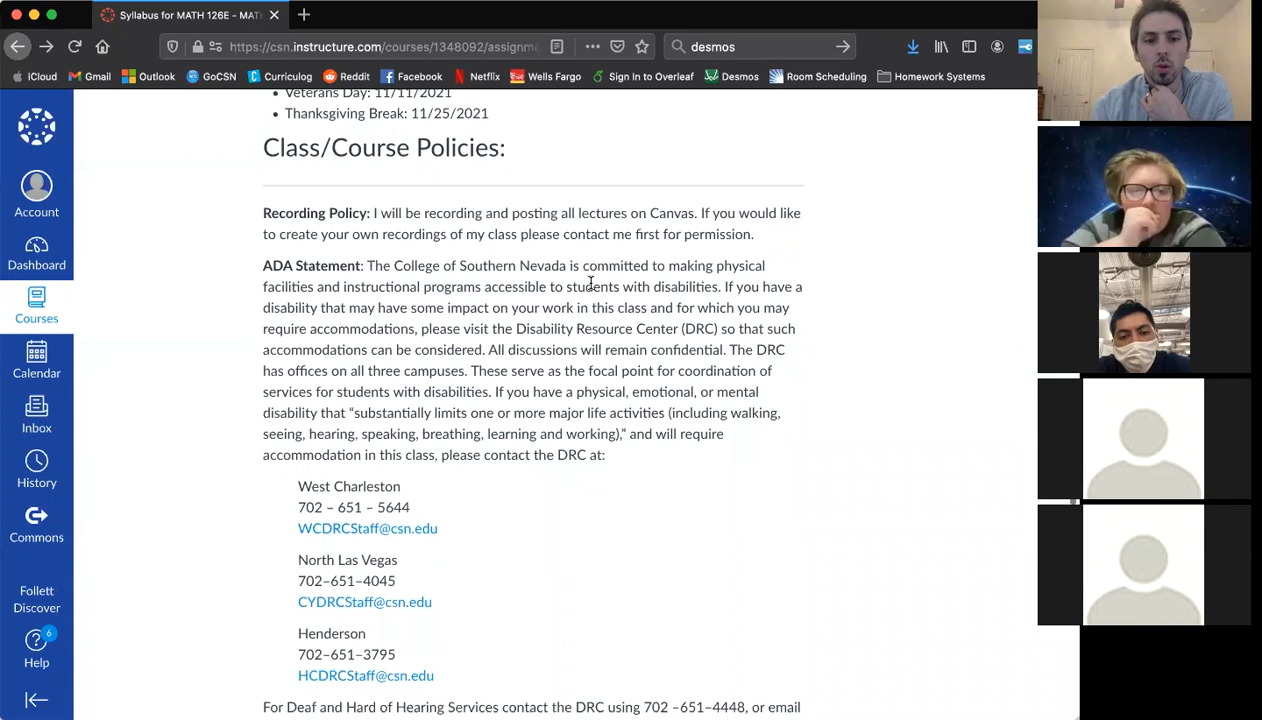 Syllabus for MATH 126E - MAT
https://csn.instructure.com/courses/1348092/assignme
desmos
iCloud
Gmail
Outlook
GoCSN
Curriculog
Reddit
Facebook
Netflix
Wells Fargo
Sign In to Overleaf
Desmos
Room Scheduling
Homework Systems
Account
Dashboard
Courses
Calendar
Inbox
History
Commons
Follett
Discover
6
Help
• Veterans Day: 11/11/2021
• Thanksgiving Break: 11/25/2021
Class/Course Policies:
Recording Policy: I will be recording and posting all lectures on Canvas. If you would like
to create your own recordings of my class please contact me first for permission.
ADA Statement: The College of Southern Nevada is committed to making physical
facilities and instructional programs accessible to students with disabilities. If you have a
disability that may have some impact on your work in this class and for which you may
require accommodations, please visit the Disability Resource Center (DRC) so that such
accommodations can be considered. All discussions will remain confidential. The DRC
has offices on all three campuses. These serve as the focal point for coordination of
services for students with disabilities. If you have a physical, emotional, or mental
disability that “substantially limits one or more major life activities (including walking,
seeing, hearing, speaking, breathing, learning and working),” and will require
accommodation in this class, please contact the DRC at:
West Charleston
702 – 651 – 5644
WCDRCStaff@csn.edu
North Las Vegas
702–651–4045
CYDRCStaff@csn.edu
Henderson
702–651–3795
HCDRCStaff@csn.edu
For Deaf and Hard of Hearing Services contact the DRC using 702 –651–4448, or email